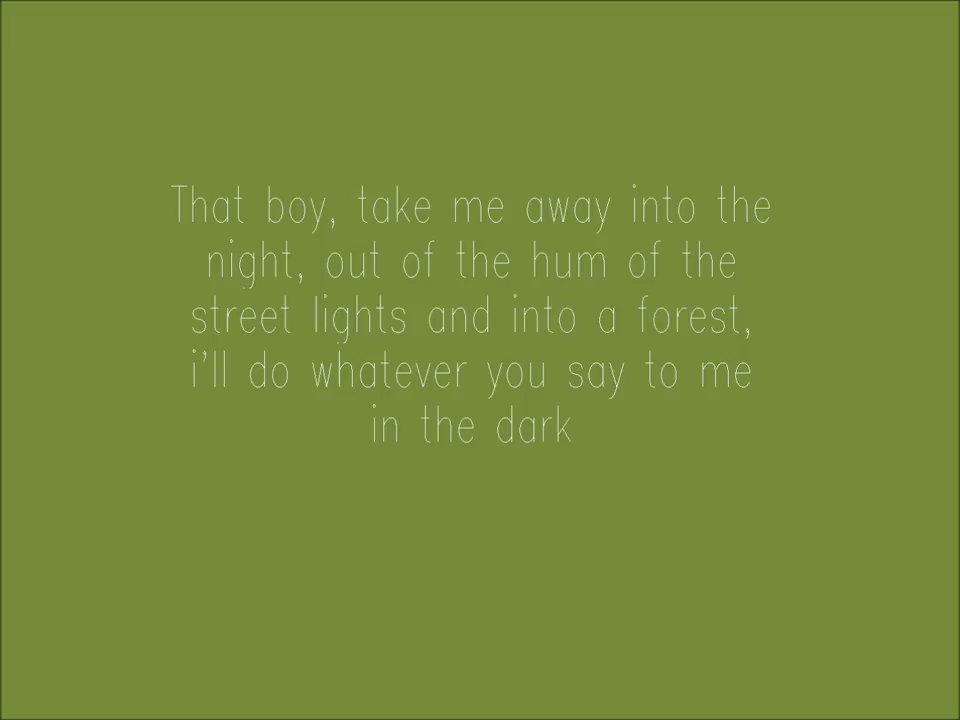 That boy, take me away into the
night, out of the hum of the
street lights and into a forest,
i'll do whatever you say to me
in the dark